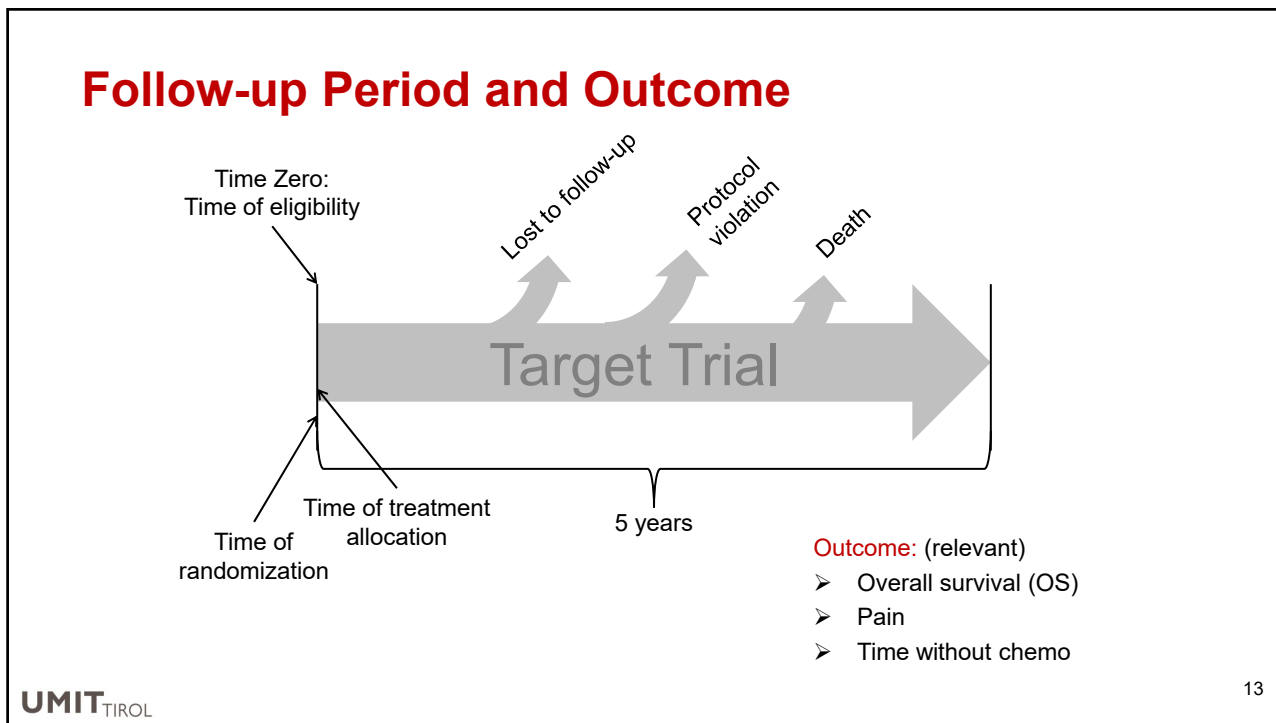 Follow-up Period and Outcome
Time Zero:
Time of eligibility
Lost to follow-up
Protocol
violation
Death
Target Trial
Time of treatment
allocation
Time of
randomization
5 years
Outcome: (relevant)
➢ Overall survival (OS)
➢ Pain
➢ Time without chemo
UMIT TIROL
13